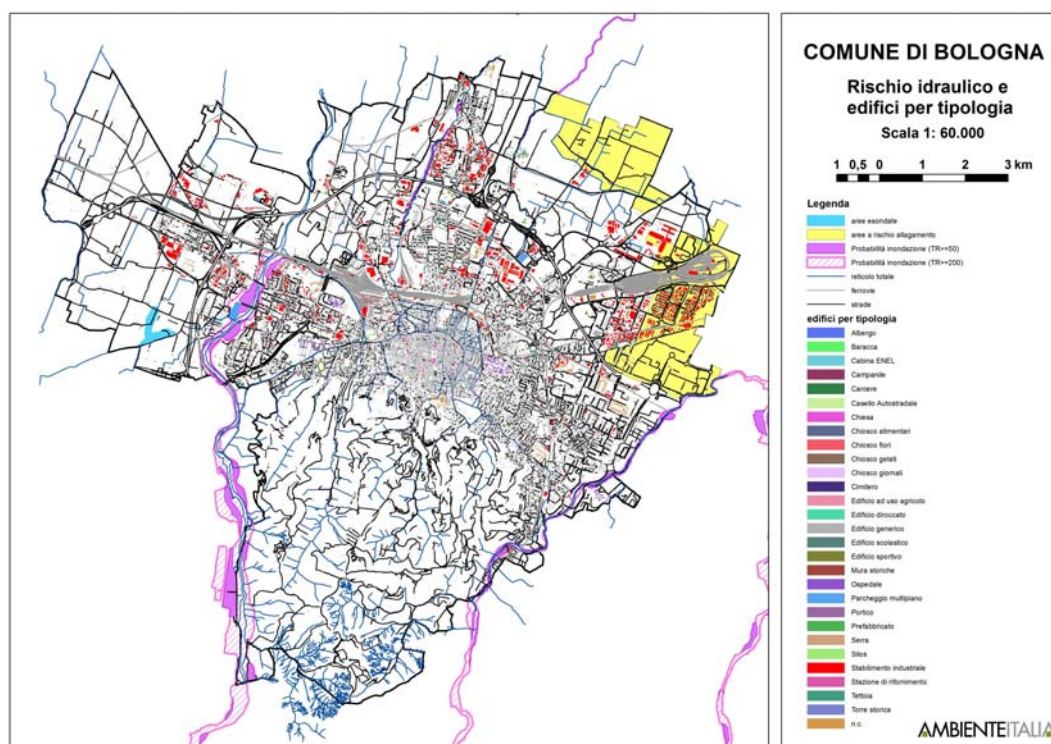 COMUNE DI BOLOGNA
Rischio idraulico e
edifici per tipologia
Scala 1: 60.000
1 0,5 0 1 2 3 km
Legenda
aree esondate
aree a rischio allagamento
Probabilità inondazione (TR>=50)
Probabilità inondazione (TR>=200)
reticolo totale
ferrovie
strade
edifici per tipologia
Albergo
Baracca
Cabina ENEL
Campanile
Carcere
Casello Autostradale
Chiesa
Chiosco alimentari
Chiosco fiori
Chiosco gelati
Chiosco giornali
Cimitero
Edificio ad uso agricolo
Edificio diroccato
Edificio generico
Edificio scolastico
Edificio sportivo
Mura storiche
Ospedale
Parcheggio multipiano
Portico
Prefabbricato
Serra
Silos
Stabilimento industriale
Stazione di rifornimento
Tettoia
Torre storica
n.c.
AMBIENTEITALIA